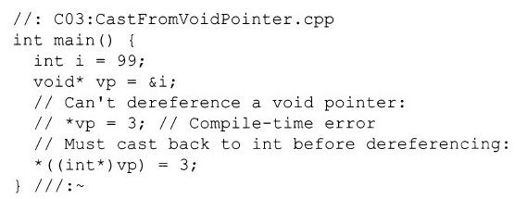 //: C03:CastFromVoidPointer.cpp
int main() {
  int i = 99;
  void* vp = &i;
  // Can't dereference a void pointer:
  // *vp = 3; // Compile-time error
  // Must cast back to int before dereferencing:
  *((int*)vp) = 3;
} ///:~